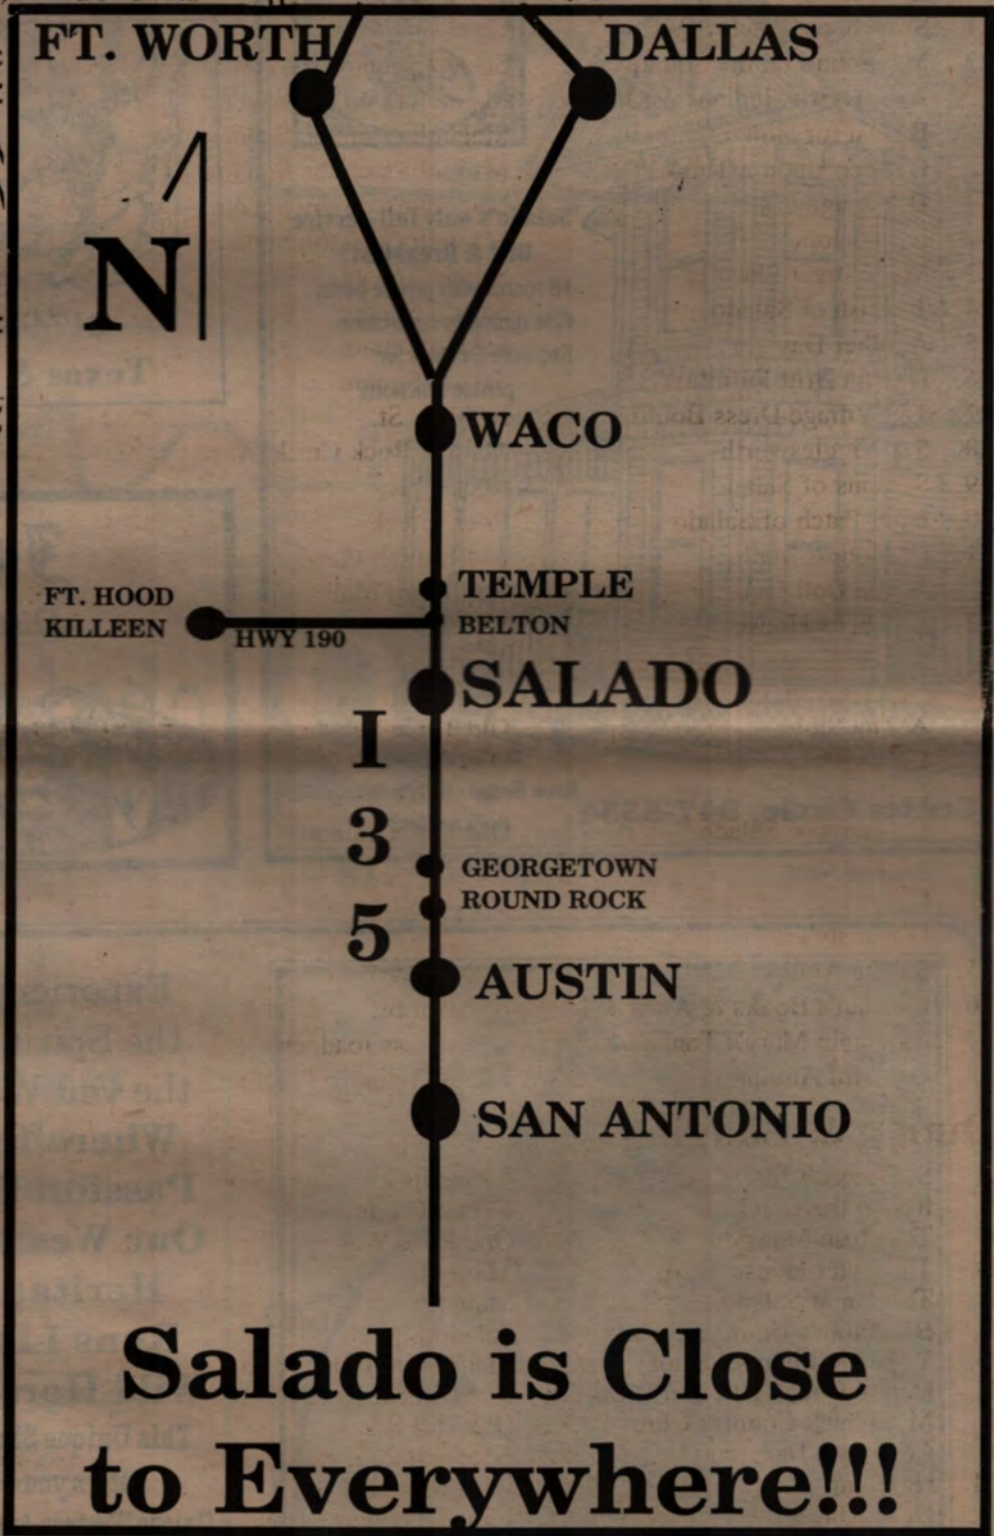 FT. WORTH
DALLAS
N
WACO
TEMPLE
FT. HOOD
KILLEEN
BELTON
HWY 190
SALADO
I
3
5
GEORGETOWN
ROUND ROCK
AUSTIN
SAN ANTONIO
Salado is Close
to Everywhere!!!